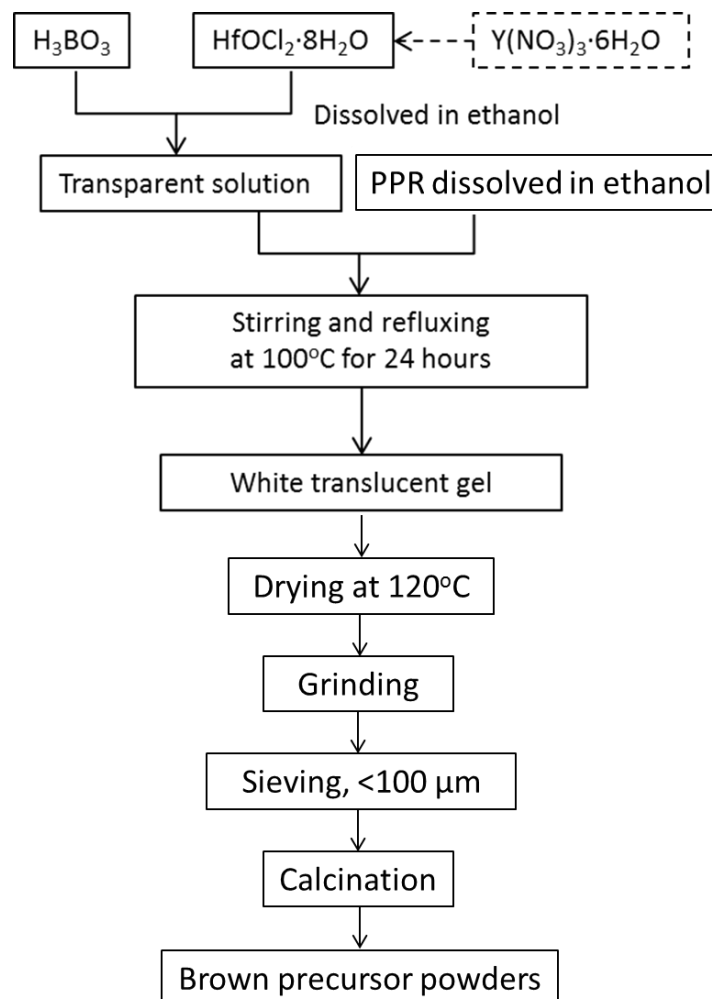 H₃BO₃
HfOCl₂·8H₂O
Y(NO₃)₃·6H₂O
Dissolved in ethanol
Transparent solution
PPR dissolved in ethanol
Stirring and refluxing
at 100°C for 24 hours
White translucent gel
Drying at 120°C
Grinding
Sieving, <100 µm
Calcination
Brown precursor powders